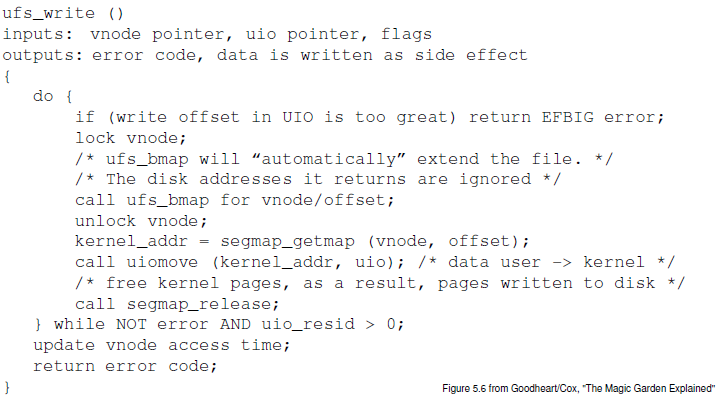 ufs_write ()
inputs:  vnode pointer, uio pointer, flags
outputs: error code, data is written as side effect
{
   do {
       if (write offset in UIO is too great) return EFBIG error;
       lock vnode;
       /* ufs_bmap will “automatically” extend the file. */
       /* The disk addresses it returns are ignored */
       call ufs_bmap for vnode/offset;
       unlock vnode;
       kernel_addr = segmap_getmap (vnode, offset);
       call uiomove (kernel_addr, uio); /* data user -> kernel */
       /* free kernel pages, as a result, pages written to disk */
       call segmap_release;
   } while NOT error AND uio_resid > 0;
   update vnode access time;
   return error code;
}
Figure 5.6 from Goodheart/Cox, "The Magic Garden Explained"